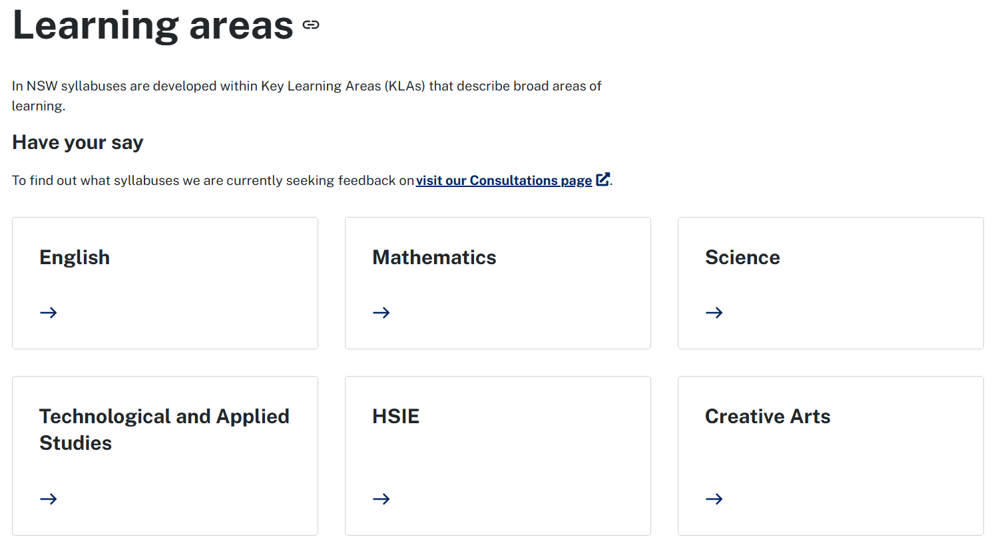 Learning areas
In NSW syllabuses are developed within Key Learning Areas (KLAs) that describe broad areas of
learning.
Have your say
To find out what syllabuses we are currently seeking feedback on visit our Consultations page.
English
Mathematics
Science
Technological and Applied
Studies
HSIE
Creative Arts